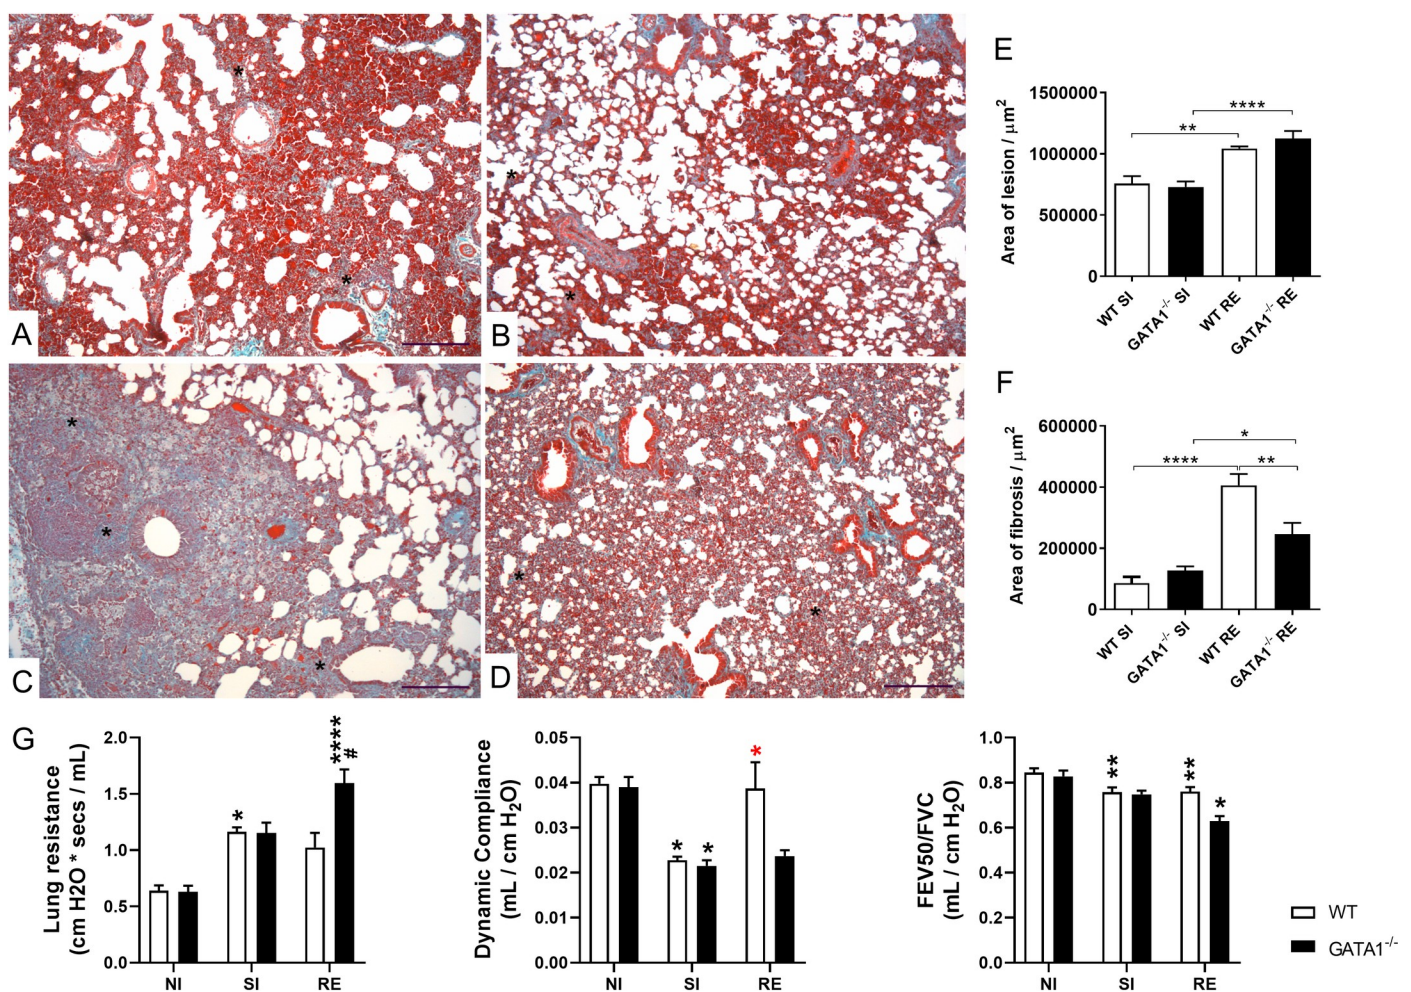 A
*
*
B
*
*
C
*
*
*
D
*
*
E
Area of lesion / μm²
1500000
1000000
500000
0
**
****
WT SI
GATA1⁻/⁻ SI
WT RE
GATA1⁻/⁻ RE
F
Area of fibrosis / μm²
600000
400000
200000
0
****
*
**
WT SI
GATA1⁻/⁻ SI
WT RE
GATA1⁻/⁻ RE
G
Lung resistance
(cm H2O * secs / mL)
2.0
1.5
1.0
0.5
0.0
*
****
#
NI
SI
RE
Dynamic Compliance
(mL / cm H₂O)
0.05
0.04
0.03
0.02
0.01
0.00
*
*
*
NI
SI
RE
FEV50/FVC
(mL / cm H₂O)
1.0
0.8
0.6
0.4
0.2
0.0
**
**
*
NI
SI
RE
WT
GATA1⁻/⁻